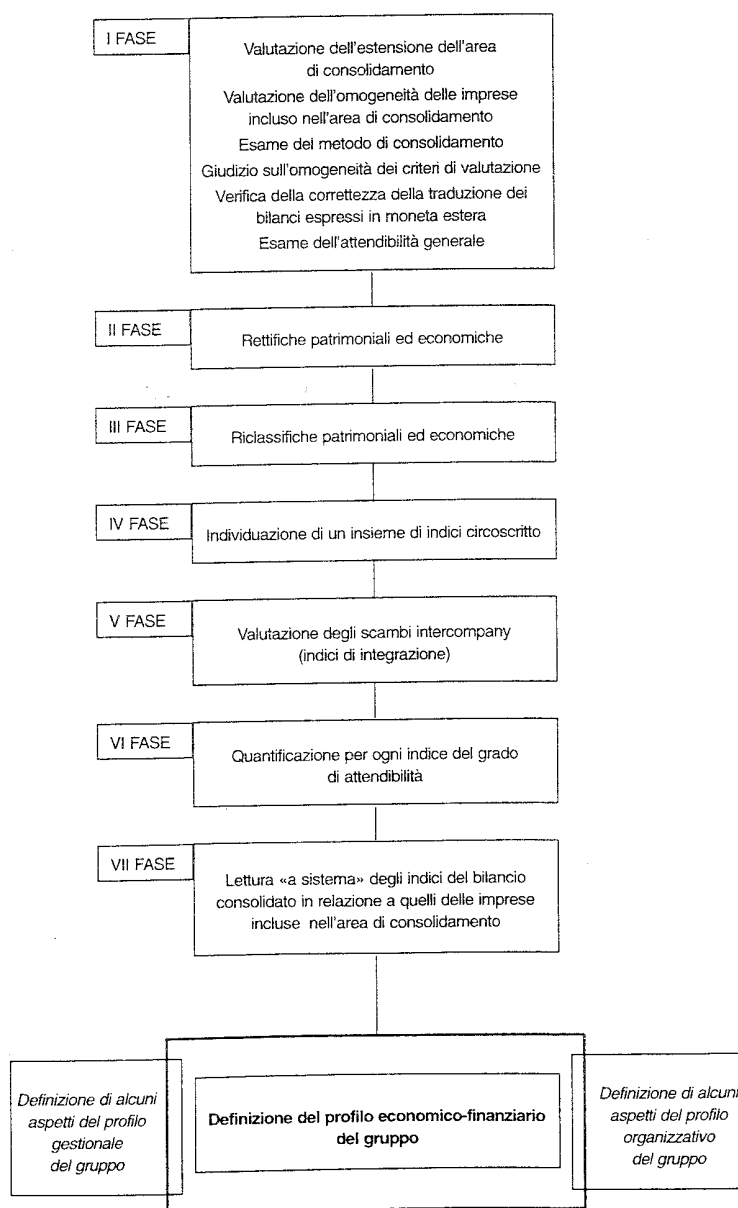 I FASE
Valutazione dell'estensione dell'area
di consolidamento
Valutazione dell'omogeneità delle imprese
incluso nell'area di consolidamento
Esame del metodo di consolidamento
Giudizio sull'omogeneità dei criteri di valutazione
Verifica della correttezza della traduzione dei
bilanci espressi in moneta estera
Esame dell'attendibilità generale
II FASE
Rettifiche patrimoniali ed economiche
III FASE
Riclassifiche patrimoniali ed economiche
IV FASE
Individuazione di un insieme di indici circoscritto
V FASE
Valutazione degli scambi intercompany
(indici di integrazione)
VI FASE
Quantificazione per ogni indice del grado
di attendibilità
VII FASE
Lettura «a sistema» degli indici del bilancio
consolidato in relazione a quelli delle imprese
incluse nell'area di consolidamento
Definizione di alcuni
aspetti del profilo
gestionale
del gruppo
Definizione del profilo economico-finanziario
del gruppo
Definizione di alcuni
aspetti del profilo
organizzativo
del gruppo